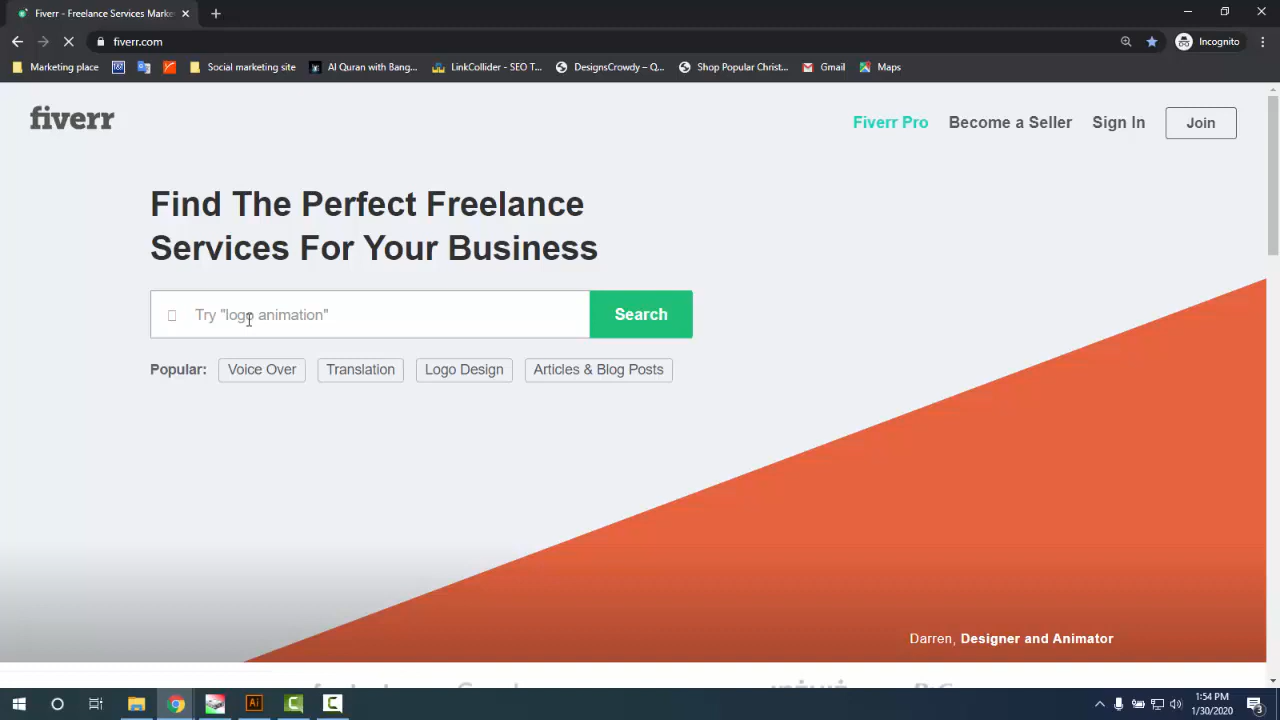 Fiverr - Freelance Services Marke
fiverr.com
Incognito
Marketing place
Social marketing site
Al Quran with Bang...
LinkCollider - SEO T...
DesignsCrowdy – Q...
Shop Popular Christ...
Gmail
Maps
fiverr
Fiverr Pro
Become a Seller
Sign In
Join
Find The Perfect Freelance
Services For Your Business
Try "logo animation"
Search
Popular:
Voice Over
Translation
Logo Design
Articles & Blog Posts
Darren, Designer and Animator
Ai
1:54 PM
1/30/2020
3